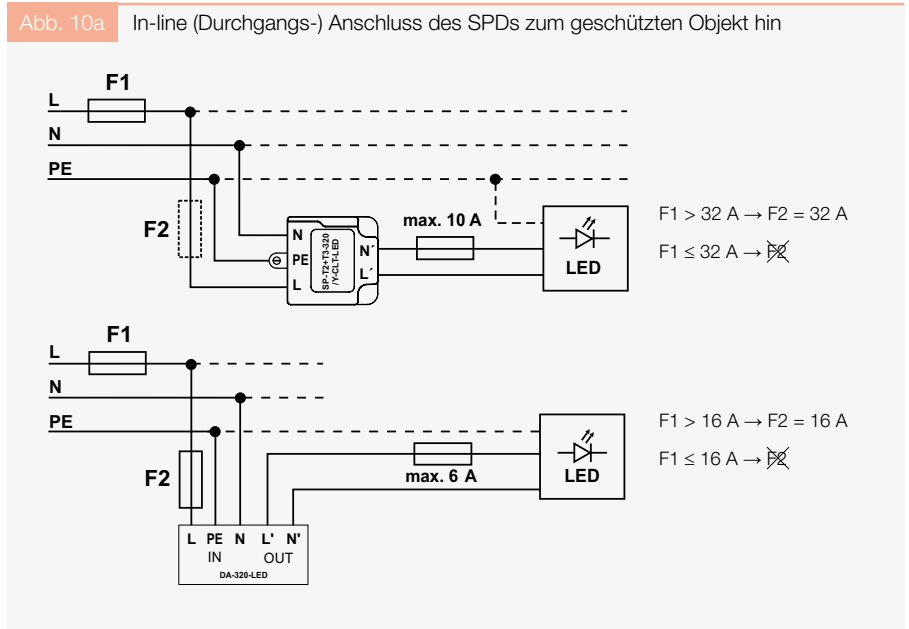 Abb. 10a In-line (Durchgangs-) Anschluss des SPDs zum geschützten Objekt hin
F1
L
N
PE
F2
N
PE
L
SP-T2+T3-320
/Y-CLT-LED
N´
L´
max. 10 A
LED
F1 > 32 A → F2 = 32 A
F1 ≤ 32 A → F2
F1
L
N
PE
F2
max. 6 A
LED
L PE N L' N'
IN OUT
DA-320-LED
F1 > 16 A → F2 = 16 A
F1 ≤ 16 A → F2